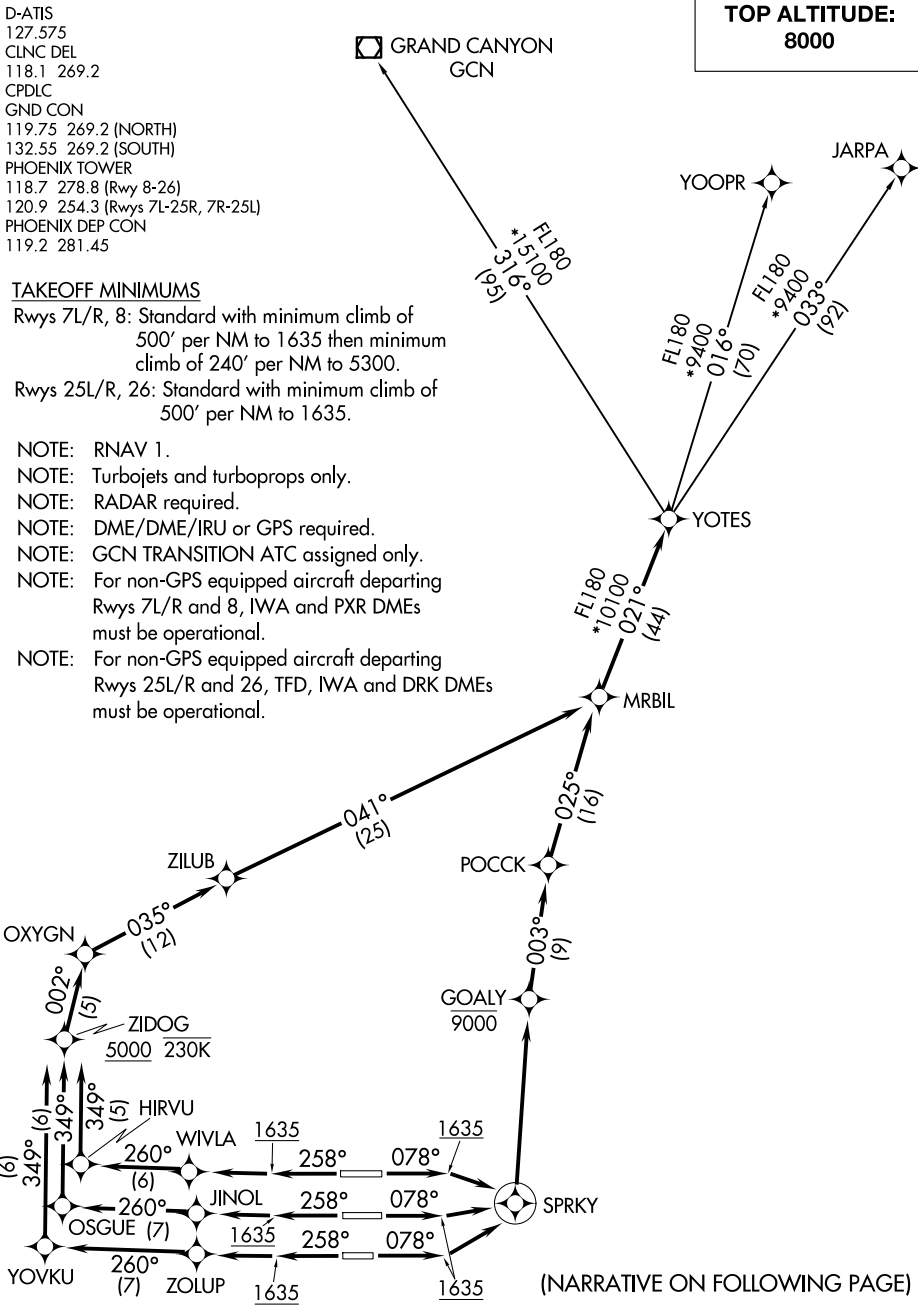 D-ATIS
127.575
CLNC DEL
118.1 269.2
CPDLC
GND CON
119.75 269.2 (NORTH)
132.55 269.2 (SOUTH)
PHOENIX TOWER
118.7 278.8 (Rwy 8-26)
120.9 254.3 (Rwys 7L-25R, 7R-25L)
PHOENIX DEP CON
119.2 281.45
TOP ALTITUDE:
8000
GRAND CANYON
GCN
YOOPR
JARPA
FL180
*15100
316°
(95)
FL180
*9400
016°
(70)
FL180
*9400
033°
(92)
TAKEOFF MINIMUMS
Rwys 7L/R, 8: Standard with minimum climb of
500' per NM to 1635 then minimum
climb of 240' per NM to 5300.
Rwys 25L/R, 26: Standard with minimum climb of
500' per NM to 1635.
NOTE: RNAV 1.
NOTE: Turbojets and turboprops only.
NOTE: RADAR required.
NOTE: DME/DME/IRU or GPS required.
NOTE: GCN TRANSITION ATC assigned only.
NOTE: For non-GPS equipped aircraft departing
Rwys 7L/R and 8, IWA and PXR DMEs
must be operational.
NOTE: For non-GPS equipped aircraft departing
Rwys 25L/R and 26, TFD, IWA and DRK DMEs
must be operational.
YOTES
FL180
*10100
021°
(44)
MRBIL
041°
(25)
025°
(16)
ZILUB
POCCK
035°
(12)
OXYGN
003°
(9)
002°
(5)
GOALY
9000
ZIDOG
5000 230K
349°
(6)
349°
(6)
349°
(5)
HIRVU
WIVLA
1635
1635
260°
(6)
258°
078°
JINOL
260°
(7)
258°
078°
SPRKY
OSGUE
1635
YOVKU
260°
(7)
ZOLUP
258°
078°
1635
1635
(NARRATIVE ON FOLLOWING PAGE)